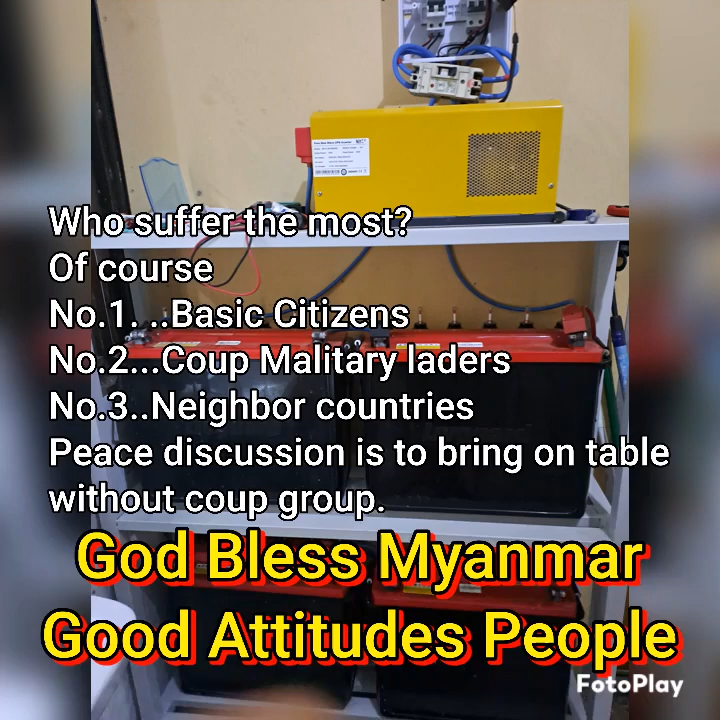 Who suffer the most?
Of course
No.1. ..Basic Citizens
No.2...Coup Malitary laders
No.3..Neighbor countries
Peace discussion is to bring on table
without coup group.
God Bless Myanmar
Good Attitudes People
FotoPlay